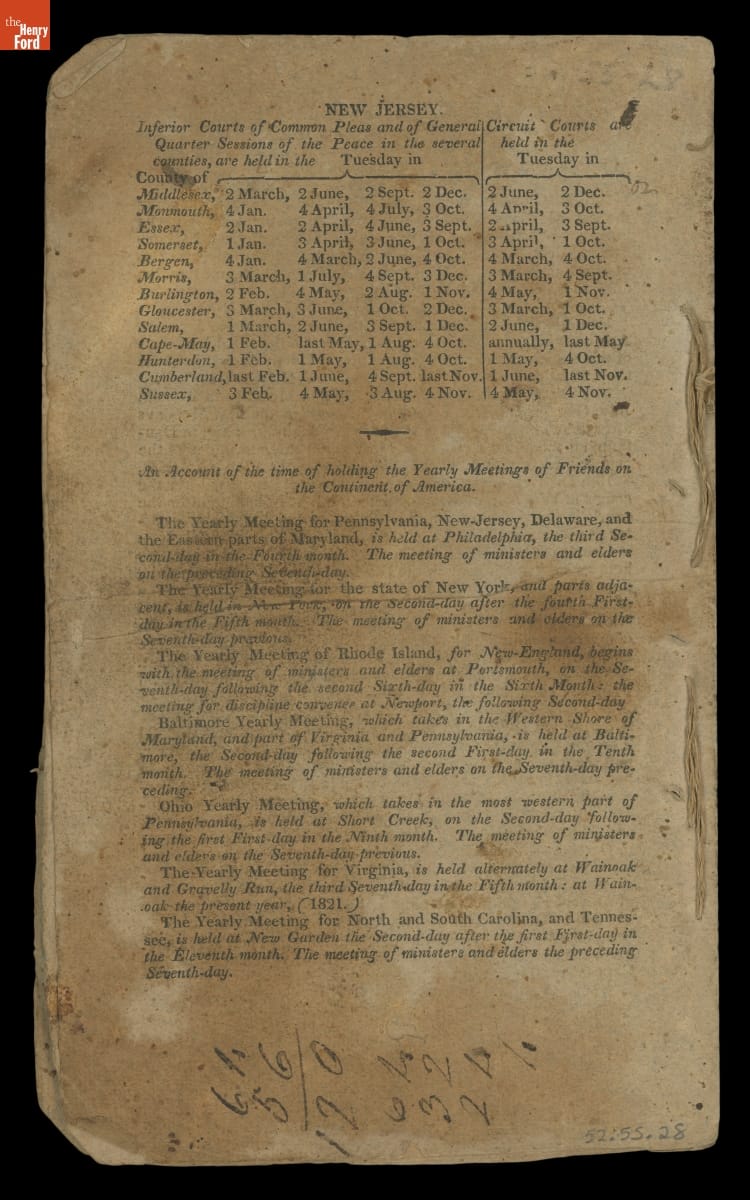 the
Henry
Ford
NEW JERSEY.
Inferior Courts of Common Pleas and of General Circuit Courts are
Quarter Sessions of the Peace in the several held in the
counties, are held in the Tuesday in Tuesday in
County of
Middlesex, 2 March, 2 June, 2 Sept. 2 Dec. 2 June, 2 Dec.
Monmouth, 4 Jan. 4 April, 4 July, 3 Oct. 4 April, 3 Oct.
Essex, 2 Jan. 2 April, 4 June, 3 Sept. 2 April, 3 Sept.
Somerset, 1 Jan. 3 April, 3 June, 1 Oct. 3 April, 1 Oct.
Bergen, 4 Jan. 4 March, 2 June, 4 Oct. 4 March, 4 Oct.
Morris, 3 March, 1 July, 4 Sept. 3 Dec. 3 March, 4 Sept.
Burlington, 2 Feb. 4 May, 2 Aug. 1 Nov. 4 May, 1 Nov.
Gloucester, 3 March, 3 June, 1 Oct. 2 Dec. 3 March, 1 Oct.
Salem, 1 March, 2 June, 3 Sept. 1 Dec. 2 June, 1 Dec.
Cape-May, 1 Feb. last May, 1 Aug. 4 Oct. annually, last May
Hunterdon, 1 Feb. 1 May, 1 Aug. 4 Oct. 1 May, 4 Oct.
Cumberland, last Feb. 1 June, 4 Sept. last Nov. 1 June, last Nov.
Sussex, 3 Feb. 4 May, 3 Aug. 4 Nov. 4 May, 4 Nov.
An Account of the time of holding the Yearly Meetings of Friends on
the Continent of America.
The Yearly Meeting for Pennsylvania, New-Jersey, Delaware, and
the Eastern parts of Maryland, is held at Philadelphia, the third Se-
cond-day in the Fourth month. The meeting of ministers and elders
on the preceding Seventh-day.
The Yearly Meeting for the state of New York, and parts adja-
cent, is held in New York, on the Second-day after the fourth First-
day in the Fifth month. The meeting of ministers and elders on the
Seventh-day previous.
The Yearly Meeting of Rhode Island, for New-England, begins
with the meeting of ministers and elders at Portsmouth, on the Se-
venth-day following the second Sixth-day in the Sixth Month: the
meeting for discipline convenes at Newport, the following Second-day
Baltimore Yearly Meeting, which takes in the Western Shore of
Maryland, and part of Virginia and Pennsylvania, is held at Balti-
more, the Second-day following the second First-day in the Tenth
month. The meeting of ministers and elders on the Seventh-day pre-
ceding.
Ohio Yearly Meeting, which takes in the most western part of
Pennsylvania, is held at Short Creek, on the Second-day follow-
ing the first First-day in the Ninth month. The meeting of ministers
and elders on the Seventh-day previous.
The Yearly Meeting for Virginia, is held alternately at Wainoak
and Gravelly Run, the third Seventh-day in the Fifth month: at Wain-
oak the present year, (1821.)
The Yearly Meeting for North and South Carolina, and Tennes-
see, is held at New Garden the Second-day after the first First-day in
the Eleventh month. The meeting of ministers and elders the preceding
Seventh-day.
52.55.28